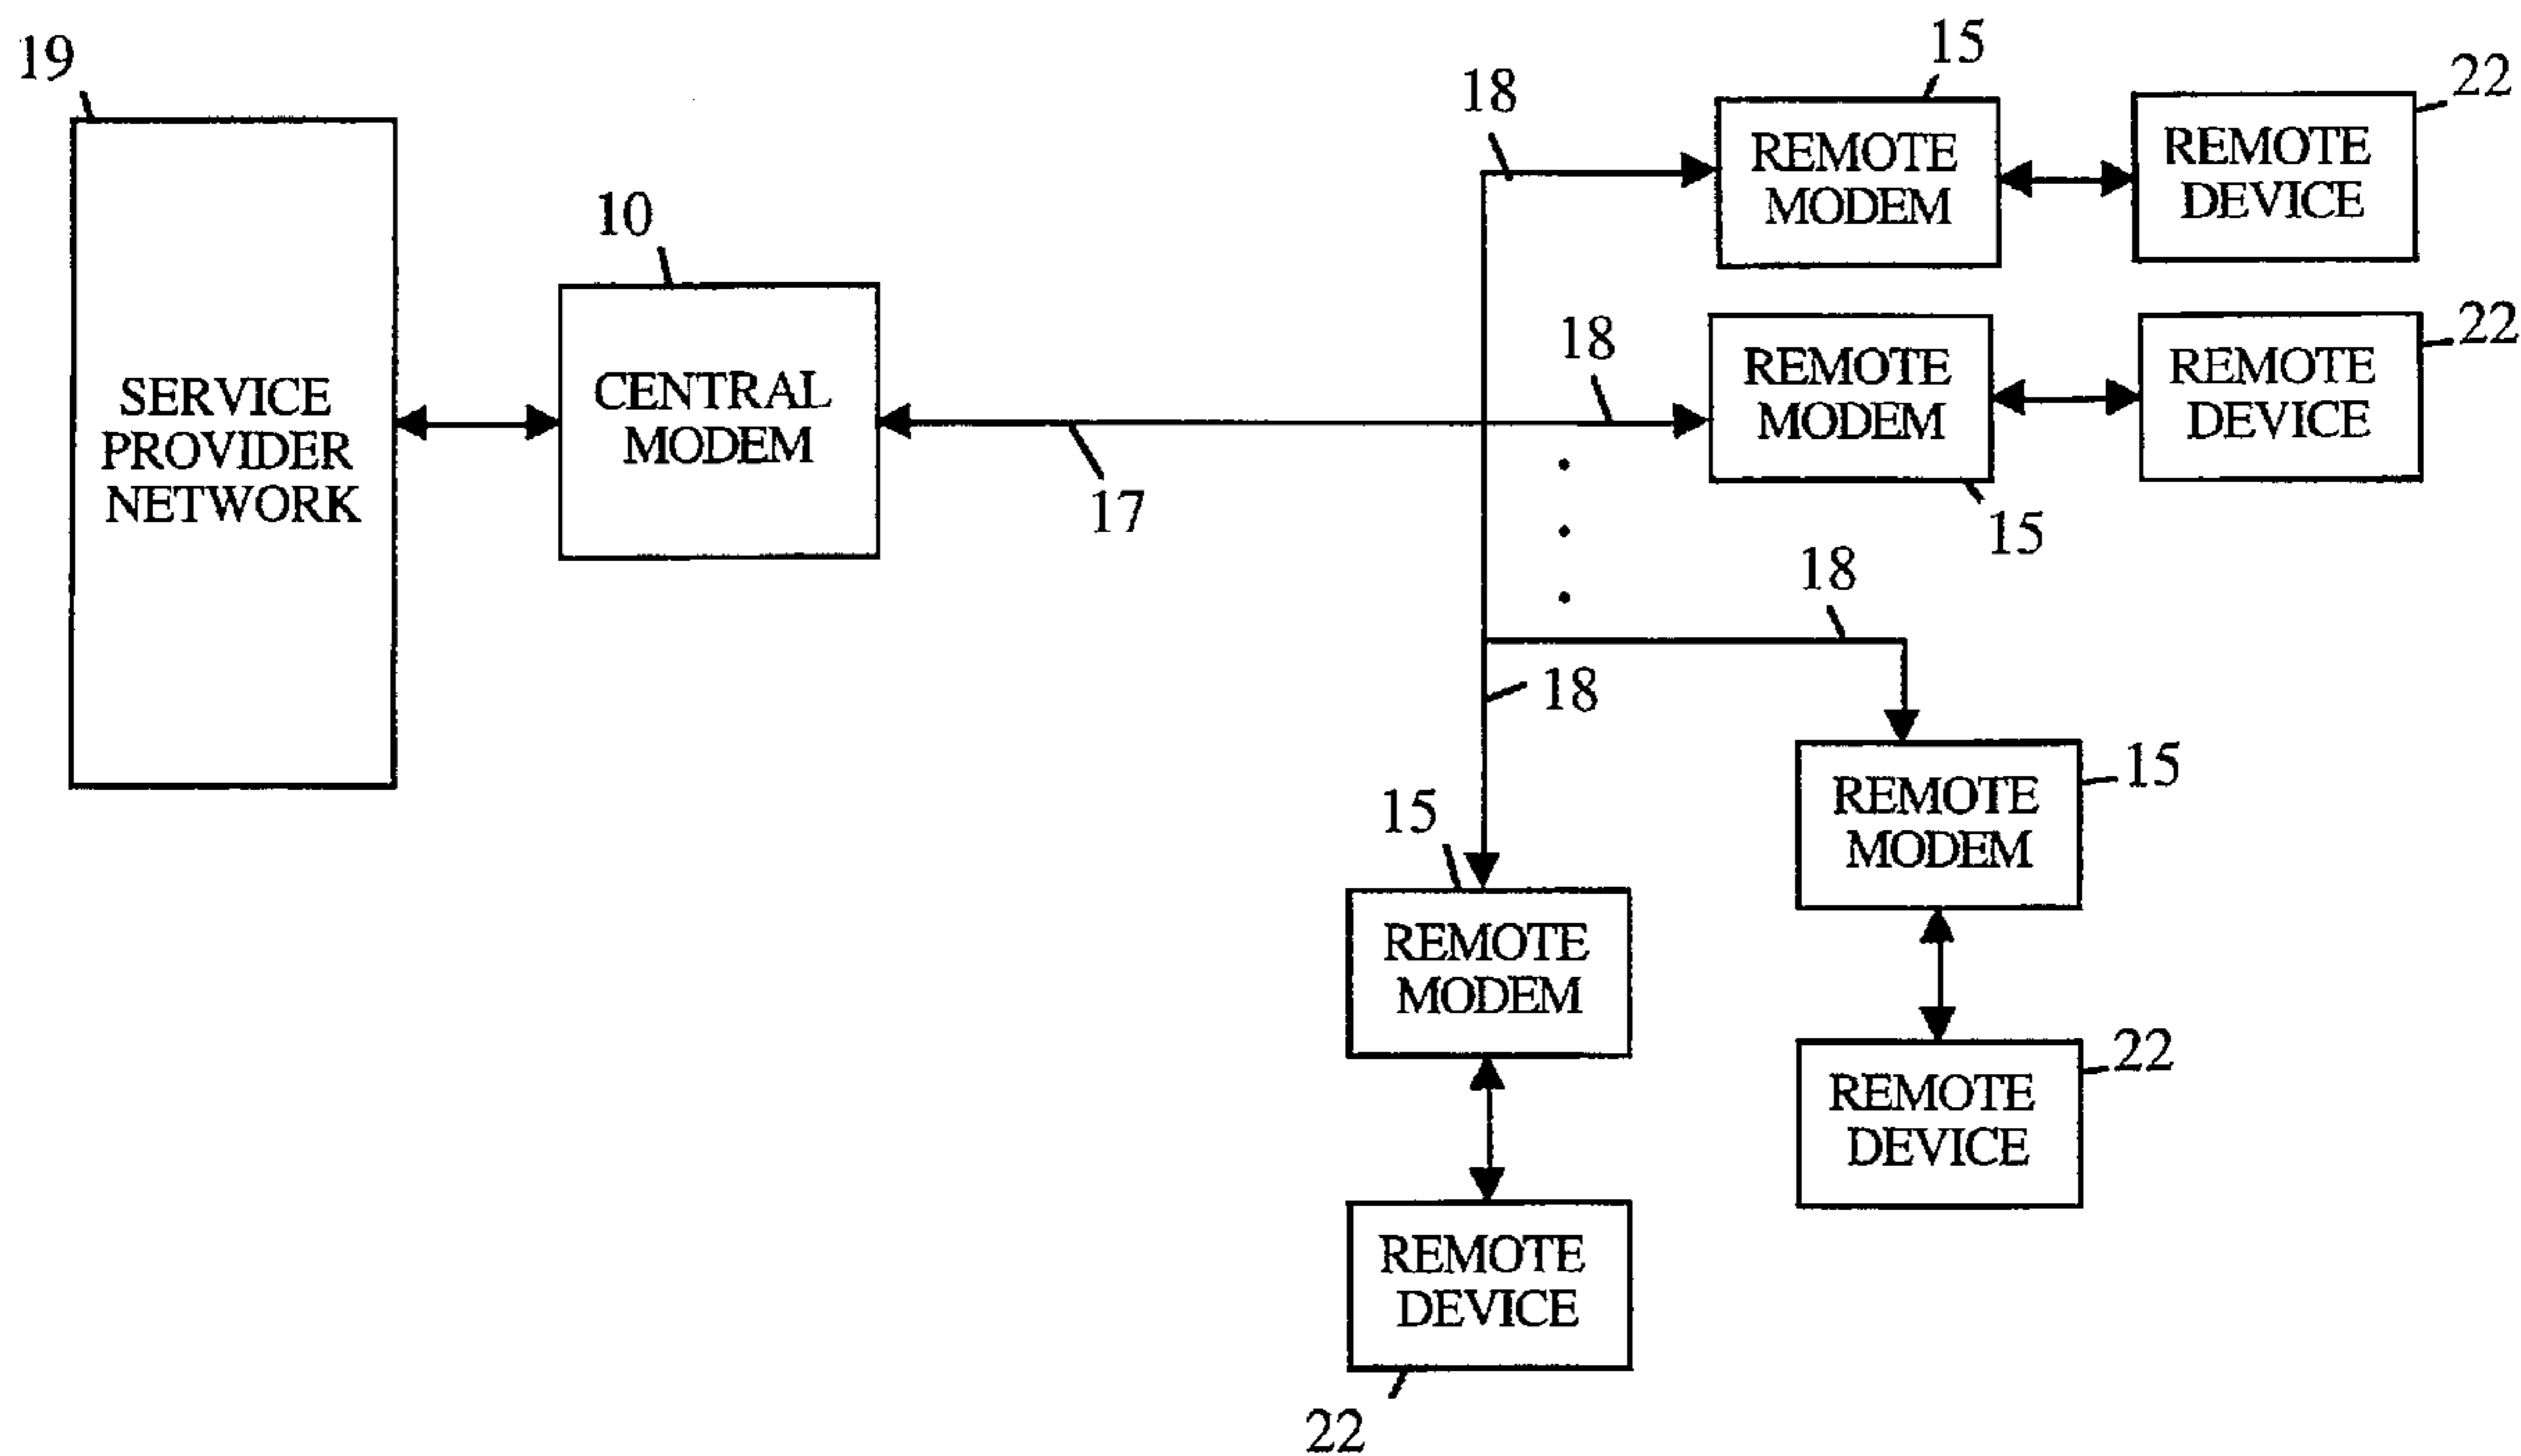 19
SERVICE
PROVIDER
NETWORK
10
CENTRAL
MODEM
17
18
15
REMOTE
MODEM
22
REMOTE
DEVICE
18
REMOTE
MODEM
15
22
REMOTE
DEVICE
18
18
15
REMOTE
MODEM
15
REMOTE
MODEM
22
REMOTE
DEVICE
REMOTE
DEVICE
22